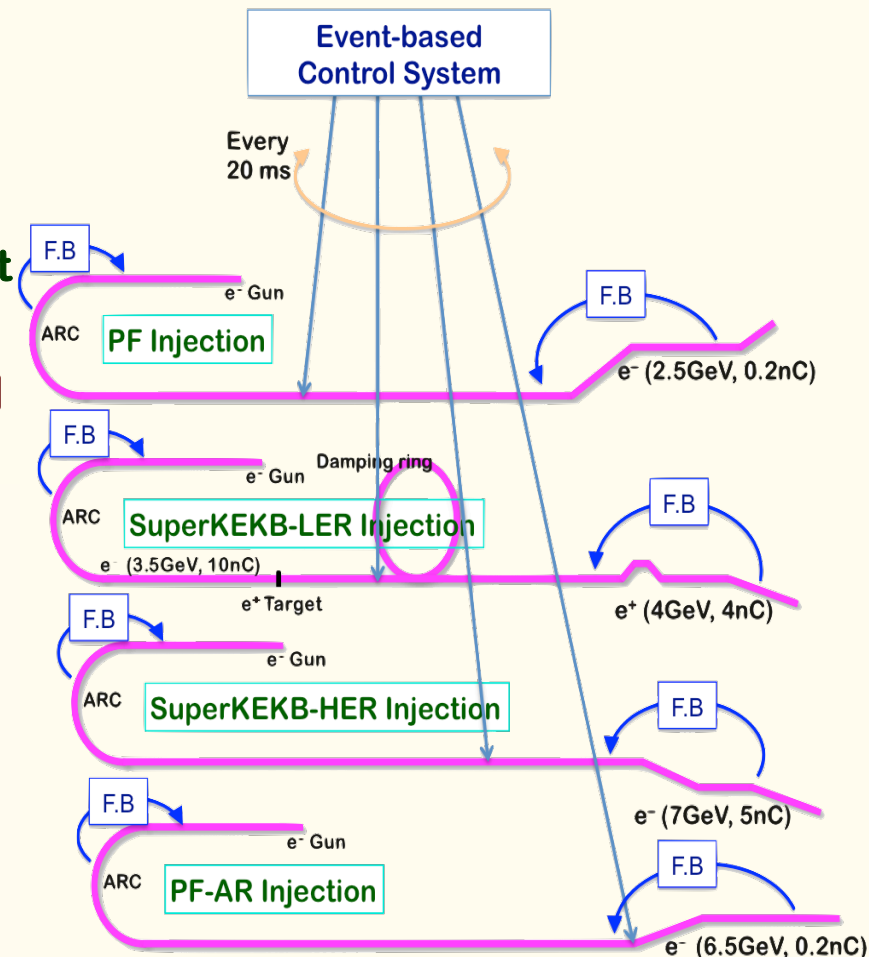 Event-based
Control System
Every
20 ms
t
F.B
e⁻ Gun
ARC
PF Injection
F.B
e⁻ (2.5GeV, 0.2nC)
F.B
Damping ring
e⁻ Gun
ARC
SuperKEKB-LER Injection
F.B
e⁻ (3.5GeV, 10nC)
e⁺ Target
e⁺ (4GeV, 4nC)
F.B
e⁻ Gun
ARC
SuperKEKB-HER Injection
F.B
e⁻ (7GeV, 5nC)
F.B
e⁻ Gun
ARC
PF-AR Injection
F.B
e⁻ (6.5GeV, 0.2nC)